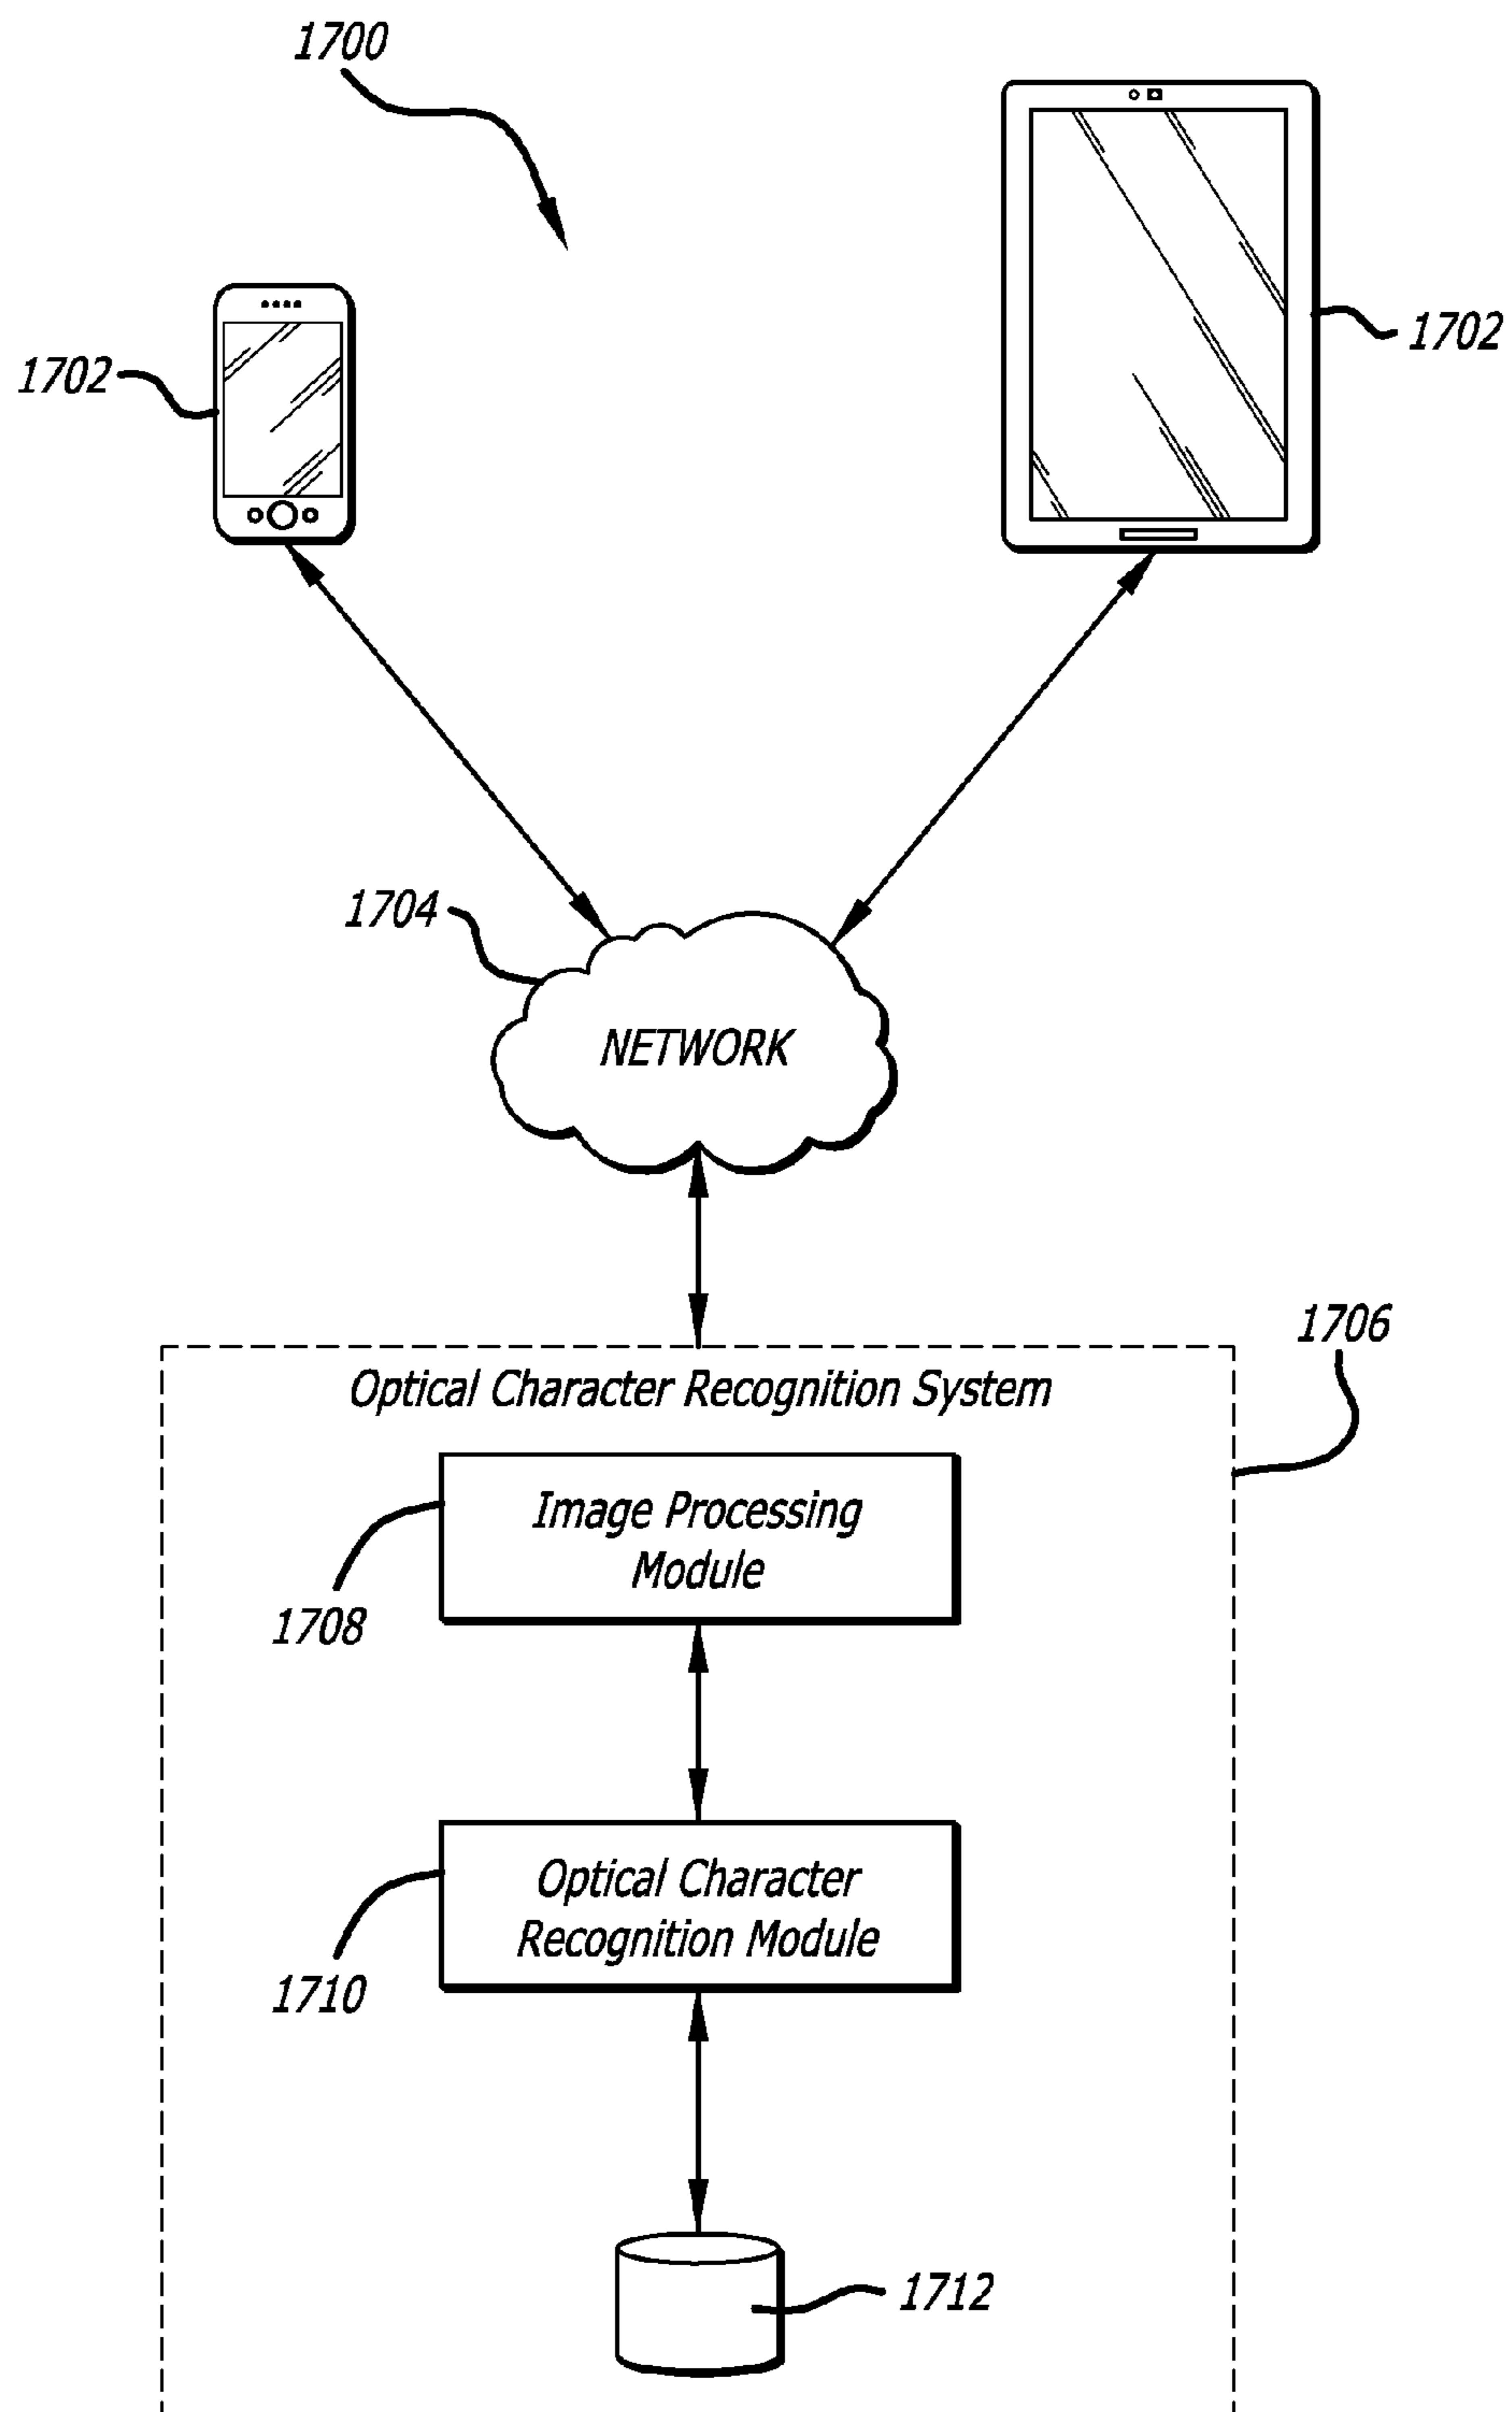 1700
1702
1702
1704
NETWORK
1706
Optical Character Recognition System
Image Processing
Module
1708
Optical Character
Recognition Module
1710
1712